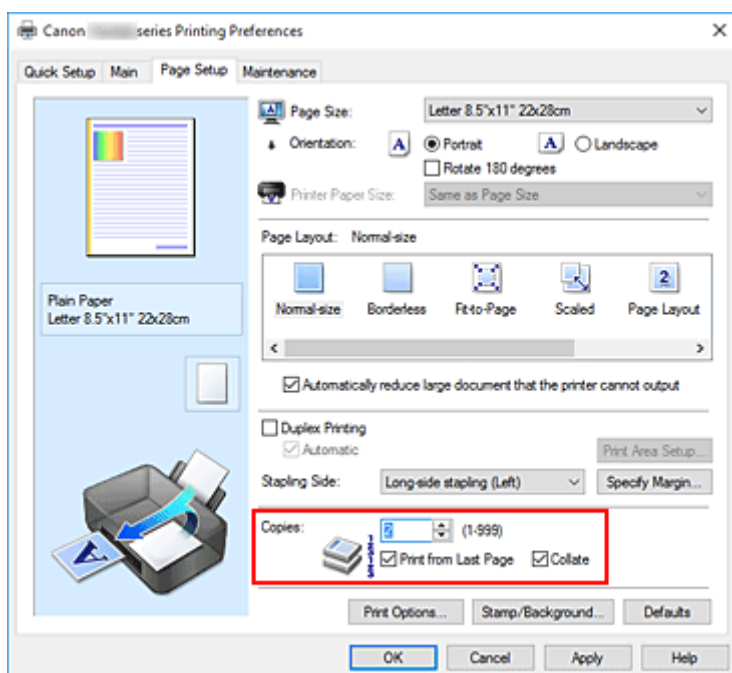 Canon series Printing Preferences
Quick Setup Main Page Setup Maintenance
Page Size: Letter 8.5"x11" 22x28cm
Orientation: A Portrait A Landscape
Rotate 180 degrees
Printer Paper Size: Same as Page Size
Page Layout: Normal-size
2
Normal-size Borderless Fit-to-Page Scaled Page Layout
Plain Paper
Letter 8.5"x11" 22x28cm
Automatically reduce large document that the printer cannot output
Duplex Printing
Automatic Print Area Setup...
Stapling Side: Long-side stapling (Left) Specify Margin...
Copies: 2 (1-999)
Print from Last Page Collate
A
Print Options... Stamp/Background... Defaults
OK Cancel Apply Help